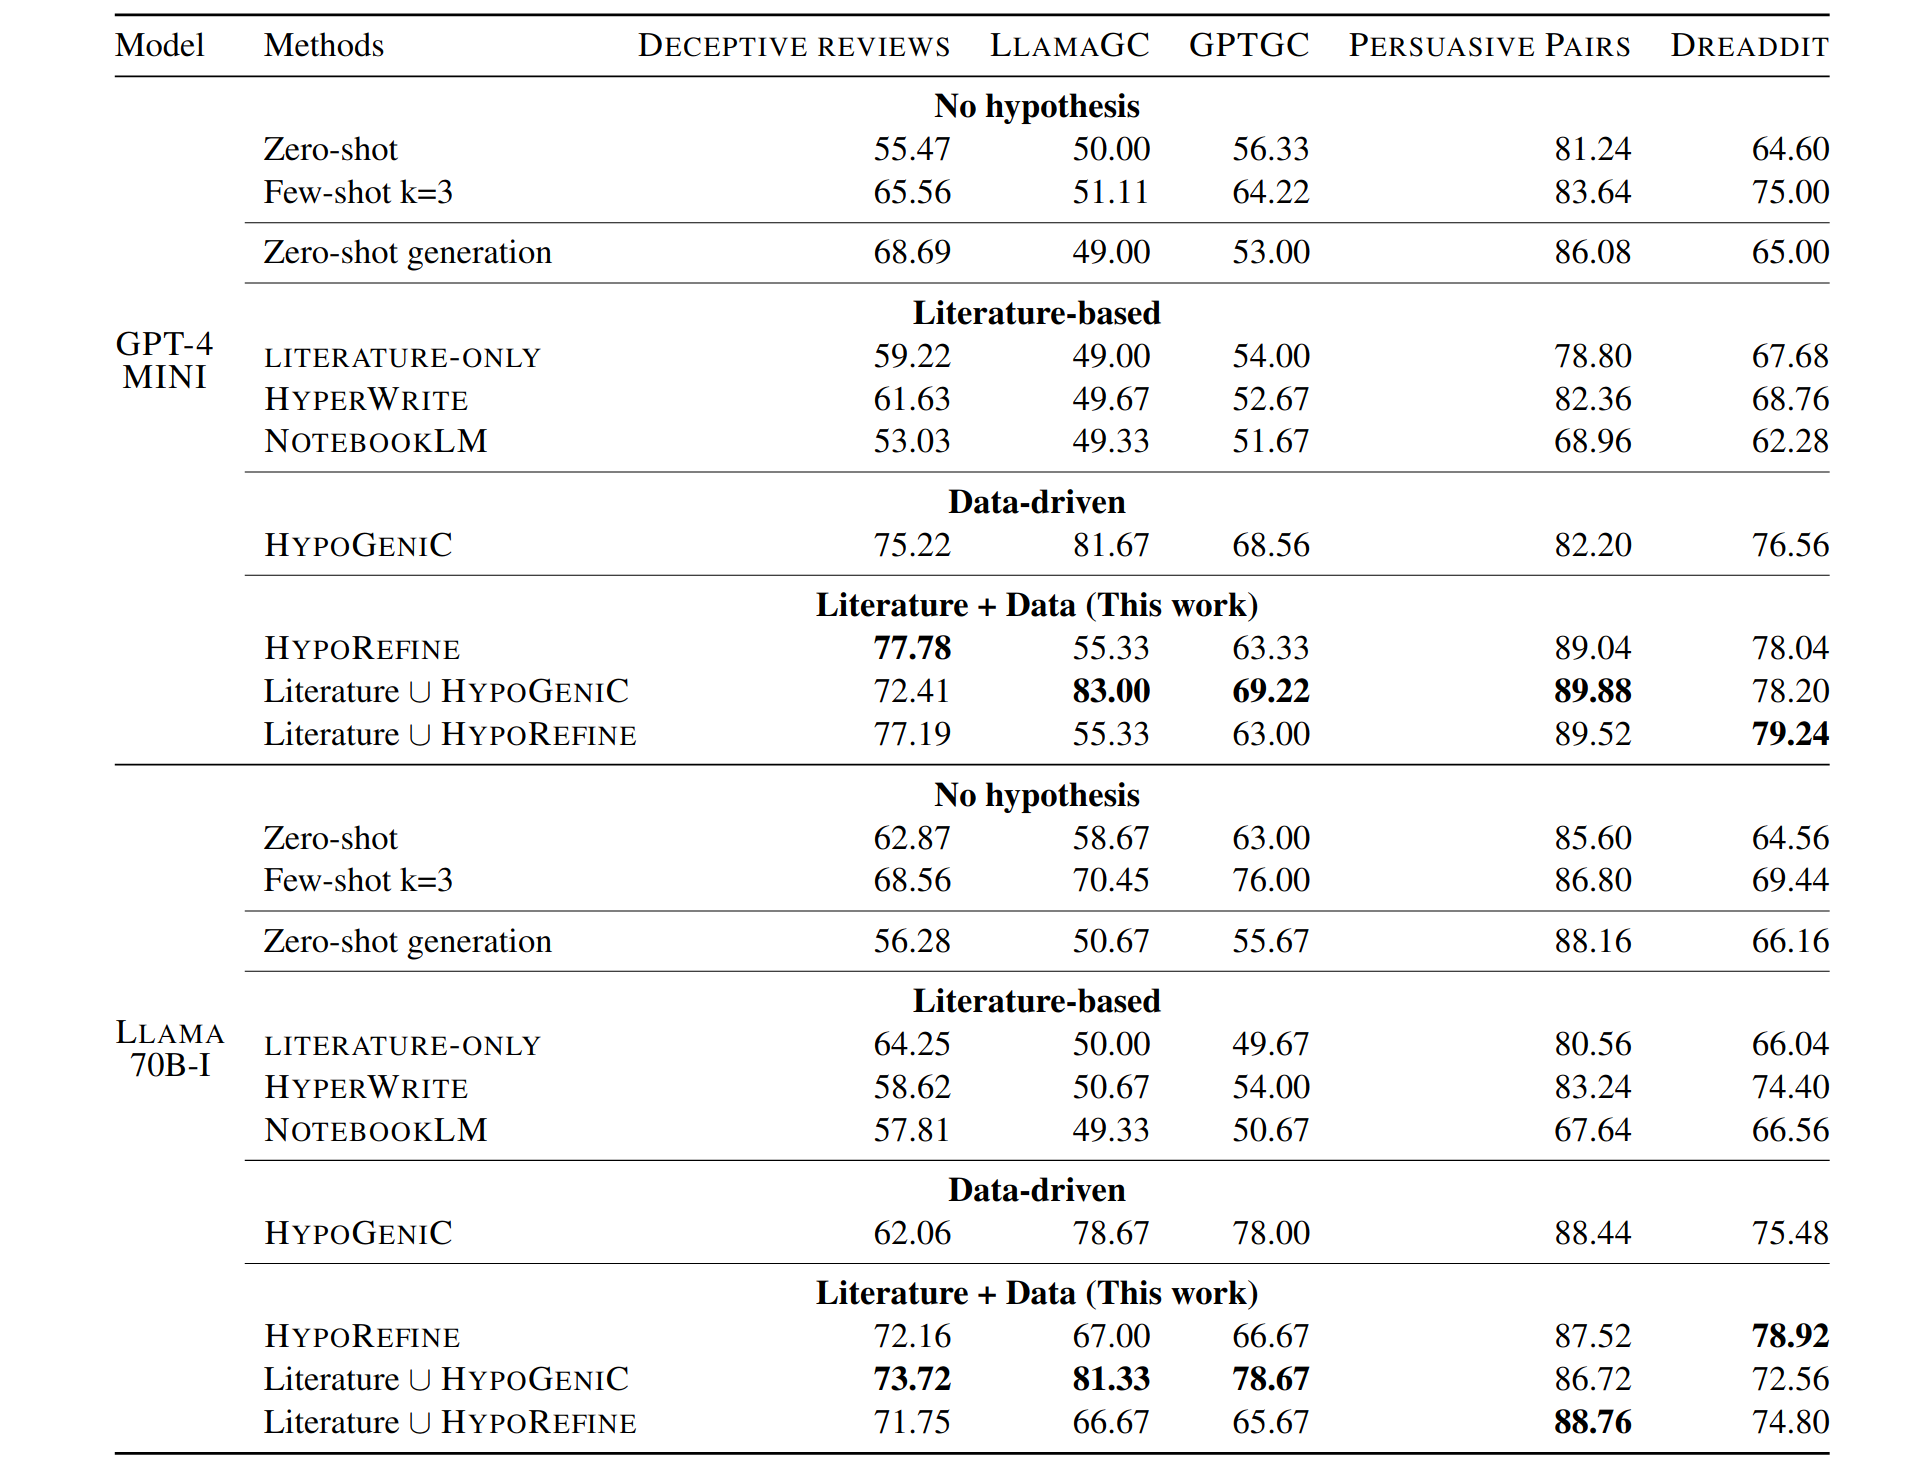 Model Methods DECEPTIVE REVIEWS LLAMAGC GPTGC PERSUASIVE PAIRS DREADDIT
No hypothesis
Zero-shot 55.47 50.00 56.33 81.24 64.60
Few-shot k=3 65.56 51.11 64.22 83.64 75.00
Zero-shot generation 68.69 49.00 53.00 86.08 65.00
Literature-based
GPT-4
MINI
LITERATURE-ONLY 59.22 49.00 54.00 78.80 67.68
HYPERWRITE 61.63 49.67 52.67 82.36 68.76
NOTEBOOKLM 53.03 49.33 51.67 68.96 62.28
Data-driven
HYPOGENIC 75.22 81.67 68.56 82.20 76.56
Literature + Data (This work)
HYPOREFINE 77.78 55.33 63.33 89.04 78.04
Literature ∪ HYPOGENIC 72.41 83.00 69.22 89.88 78.20
Literature ∪ HYPOREFINE 77.19 55.33 63.00 89.52 79.24
No hypothesis
Zero-shot 62.87 58.67 63.00 85.60 64.56
Few-shot k=3 68.56 70.45 76.00 86.80 69.44
Zero-shot generation 56.28 50.67 55.67 88.16 66.16
Literature-based
LLAMA
70B-I
LITERATURE-ONLY 64.25 50.00 49.67 80.56 66.04
HYPERWRITE 58.62 50.67 54.00 83.24 74.40
NOTEBOOKLM 57.81 49.33 50.67 67.64 66.56
Data-driven
HYPOGENIC 62.06 78.67 78.00 88.44 75.48
Literature + Data (This work)
HYPOREFINE 72.16 67.00 66.67 87.52 78.92
Literature ∪ HYPOGENIC 73.72 81.33 78.67 86.72 72.56
Literature ∪ HYPOREFINE 71.75 66.67 65.67 88.76 74.80